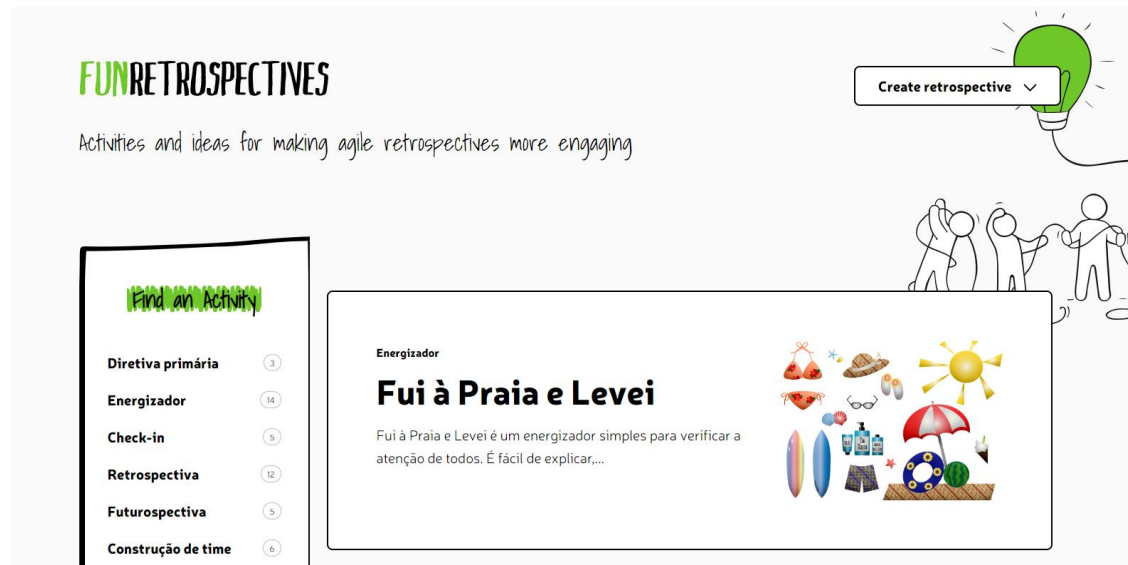 FUNRETROSPECTIVES
Create retrospective
Activities and ideas for making agile retrospectives more engaging
Find an Activity
Diretiva primária 3
Energizador 14
Check-in 5
Retrospectiva 12
Futurospectiva 5
Construção de time 6
Energizador
Fui à Praia e Levei
Fui à Praia e Levei é um energizador simples para verificar a
atenção de todos. É fácil de explicar,...